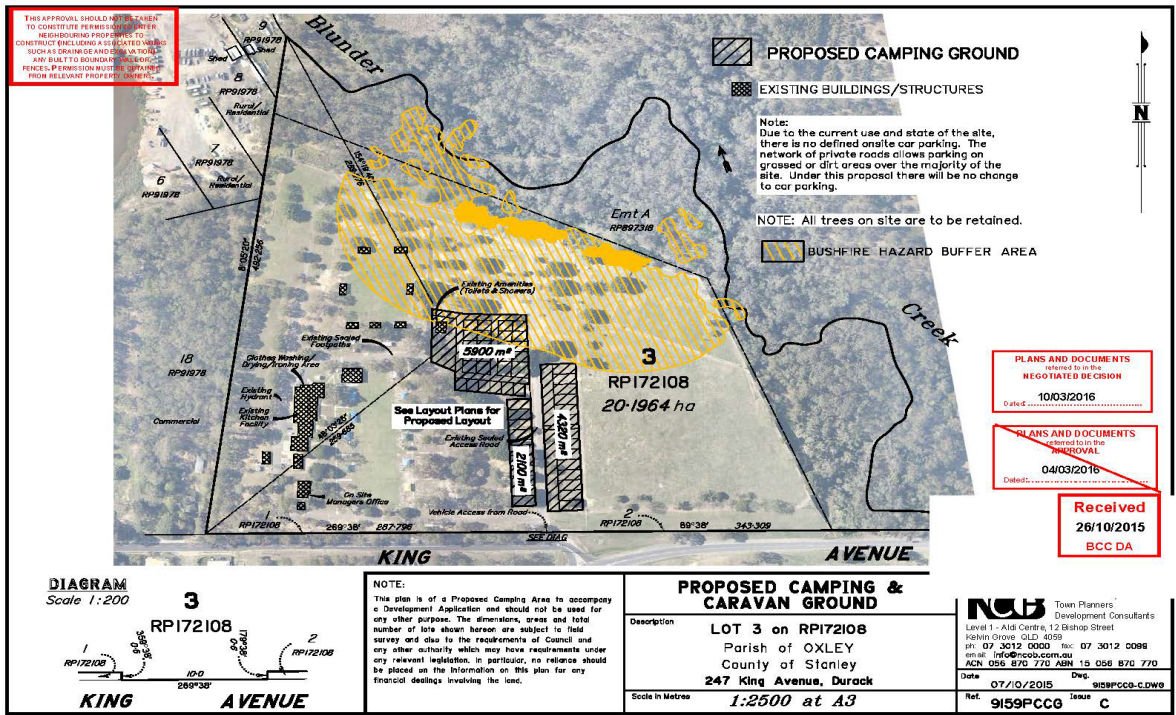 THIS APPROVAL SHOULD NOT BE TAKEN
TO CONSTITUTE PERMISSION TO ENTER
NEIGHBOURING PROPERTIES TO
CONSTRUCT (INCLUDING ASSOCIATED WORKS
SUCH AS DRAINAGE AND EXCAVATION)
ANY BUILT TO BOUNDARY WALL OR
FENCES. PERMISSION MUST BE OBTAINED
FROM RELEVANT PROPERTY OWNERS.
Blunder
Creek
9
RP91978
Shed
Shed
8
RP91978
Rural/
Residential
7
RP91978
Rural/
Residential
6
RP91978
18
RP91978
Commercial
8°05'20"
492·256
PROPOSED CAMPING GROUND
EXISTING BUILDINGS/STRUCTURES
Note:
Due to the current use and state of the site,
there is no defined onsite car parking. The
network of private roads allows parking on
grassed or dirt areas over the majority of the
site. Under this proposal there will be no change
to car parking.
NOTE: All trees on site are to be retained.
BUSHFIRE HAZARD BUFFER AREA
N
Emt A
RP897318
Existing Amenities
(Toilets & Showers)
Existing Sealed
Footpaths
Clothes Washing/
Drying/Ironing Area
Existing
Hydrant
Existing
Kitchen
Facility
On Site
Managers Office
5900 m²
See Layout Plans for
Proposed Layout
Existing Sealed
Access Road
2100 m²
4320 m²
3
RP172108
20·1964 ha
Vehicle Access from Road
1
RP172108
269°38' 287·796
2
RP172108
89°38' 343·309
SEE DIAG
KING AVENUE
PLANS AND DOCUMENTS
referred to in the
NEGOTIATED DECISION
Dated: 10/03/2016
PLANS AND DOCUMENTS
referred to in the
APPROVAL
Dated: 04/03/2016
Received
26/10/2015
BCC DA
DIAGRAM
Scale 1:200
3
RP172108
1
RP172108
359°38'
0·6
179°38'
0·6
2
RP172108
10·0
269°38'
KING AVENUE
NOTE:
This plan is of a Proposed Camping Area to accompany
a Development Application and should not be used for
any other purpose. The dimensions, areas and total
number of lots shown hereon are subject to field
survey and also to the requirements of Council and
any other authority which may have requirements under
any relevant legislation. In particular, no reliance should
be placed on the information on this plan for any
financial dealings involving the land.
PROPOSED CAMPING &
CARAVAN GROUND
Description
LOT 3 on RP172108
Parish of OXLEY
County of Stanley
247 King Avenue, Durack
Scale in Metres
1:2500 at A3
Town Planners
Development Consultants
Level 1 - Aldi Centre, 12 Bishop Street
Kelvin Grove QLD 4059
ph: 07 3012 0000 fax: 07 3012 0099
email: info@ncob.com.au
ACN 056 870 770 ABN 15 056 870 770
Date 07/10/2015 Dwg. 9159PCCG-C.DWG
Ref. 9159PCCG Issue C